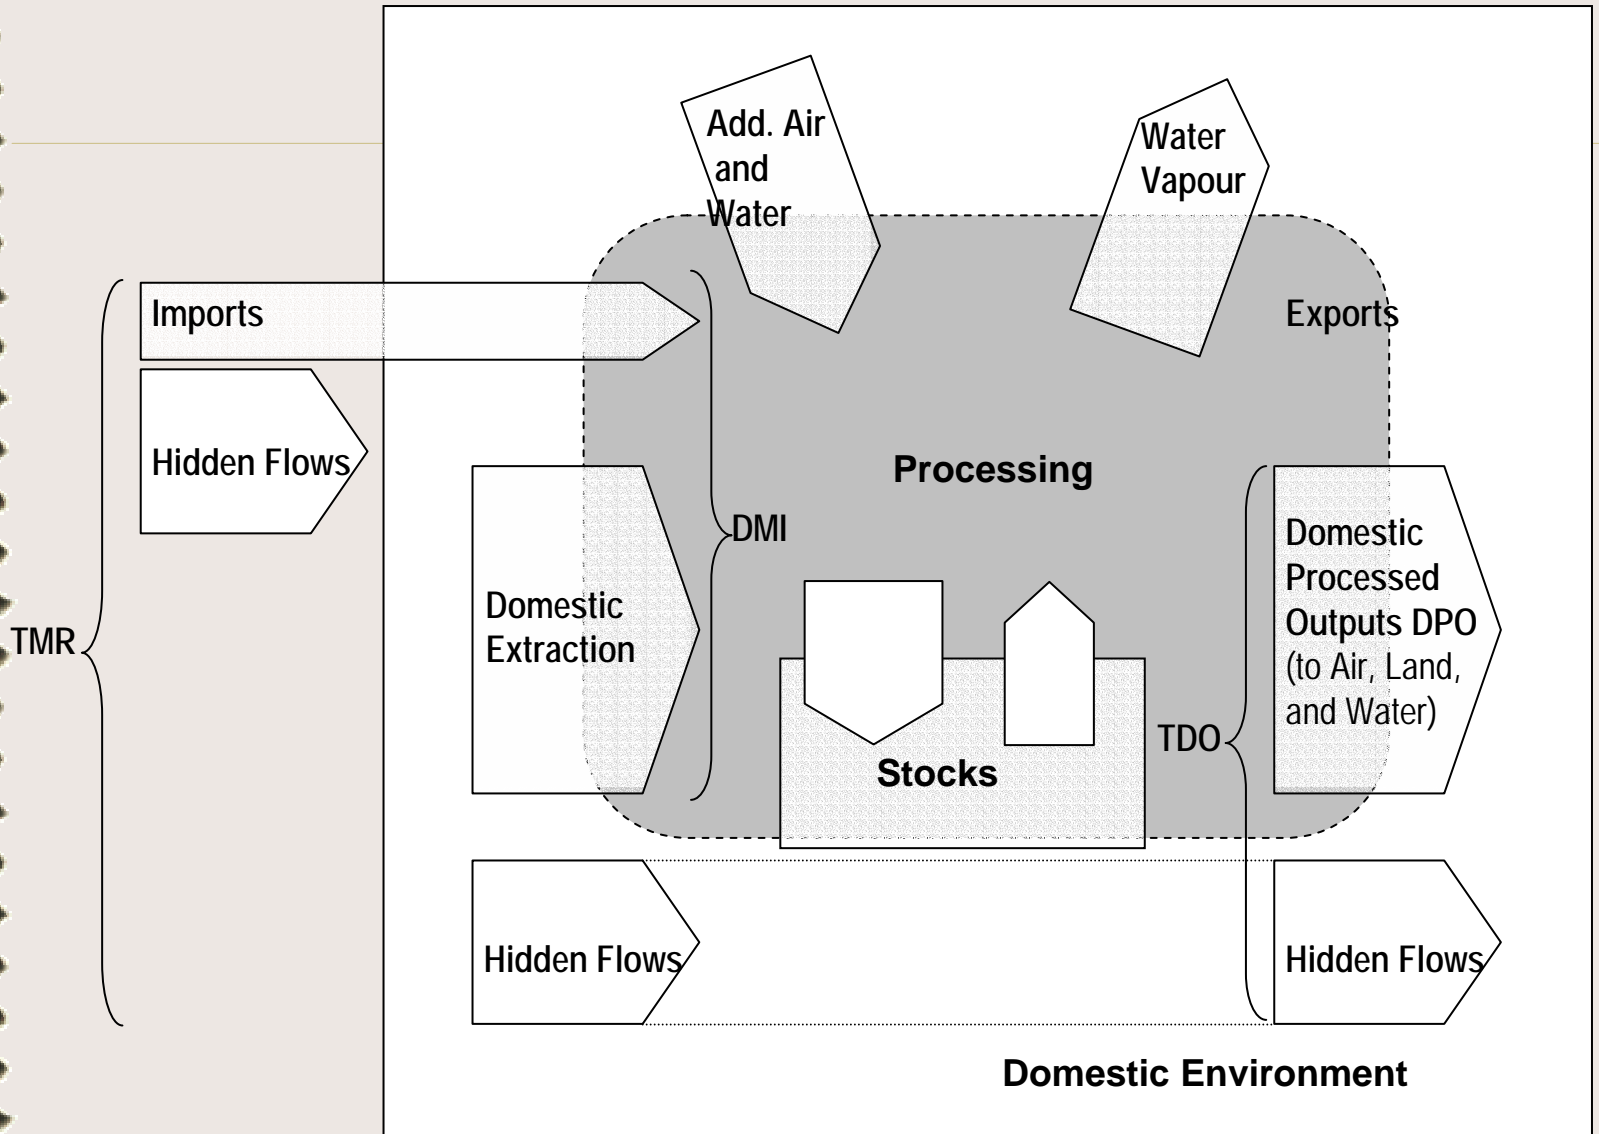 Add. Air
and
Water
Water
Vapour
Imports
Exports
Hidden Flows
Processing
DMI
Domestic
Extraction
TMR
Domestic
Processed
Outputs DPO
(to Air, Land,
and Water)
TDO
Stocks
Hidden Flows
Hidden Flows
Domestic Environment